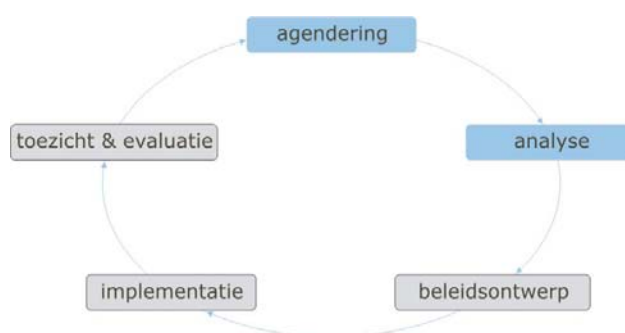 agendering
toezicht & evaluatie
analyse
implementatie
beleidsontwerp